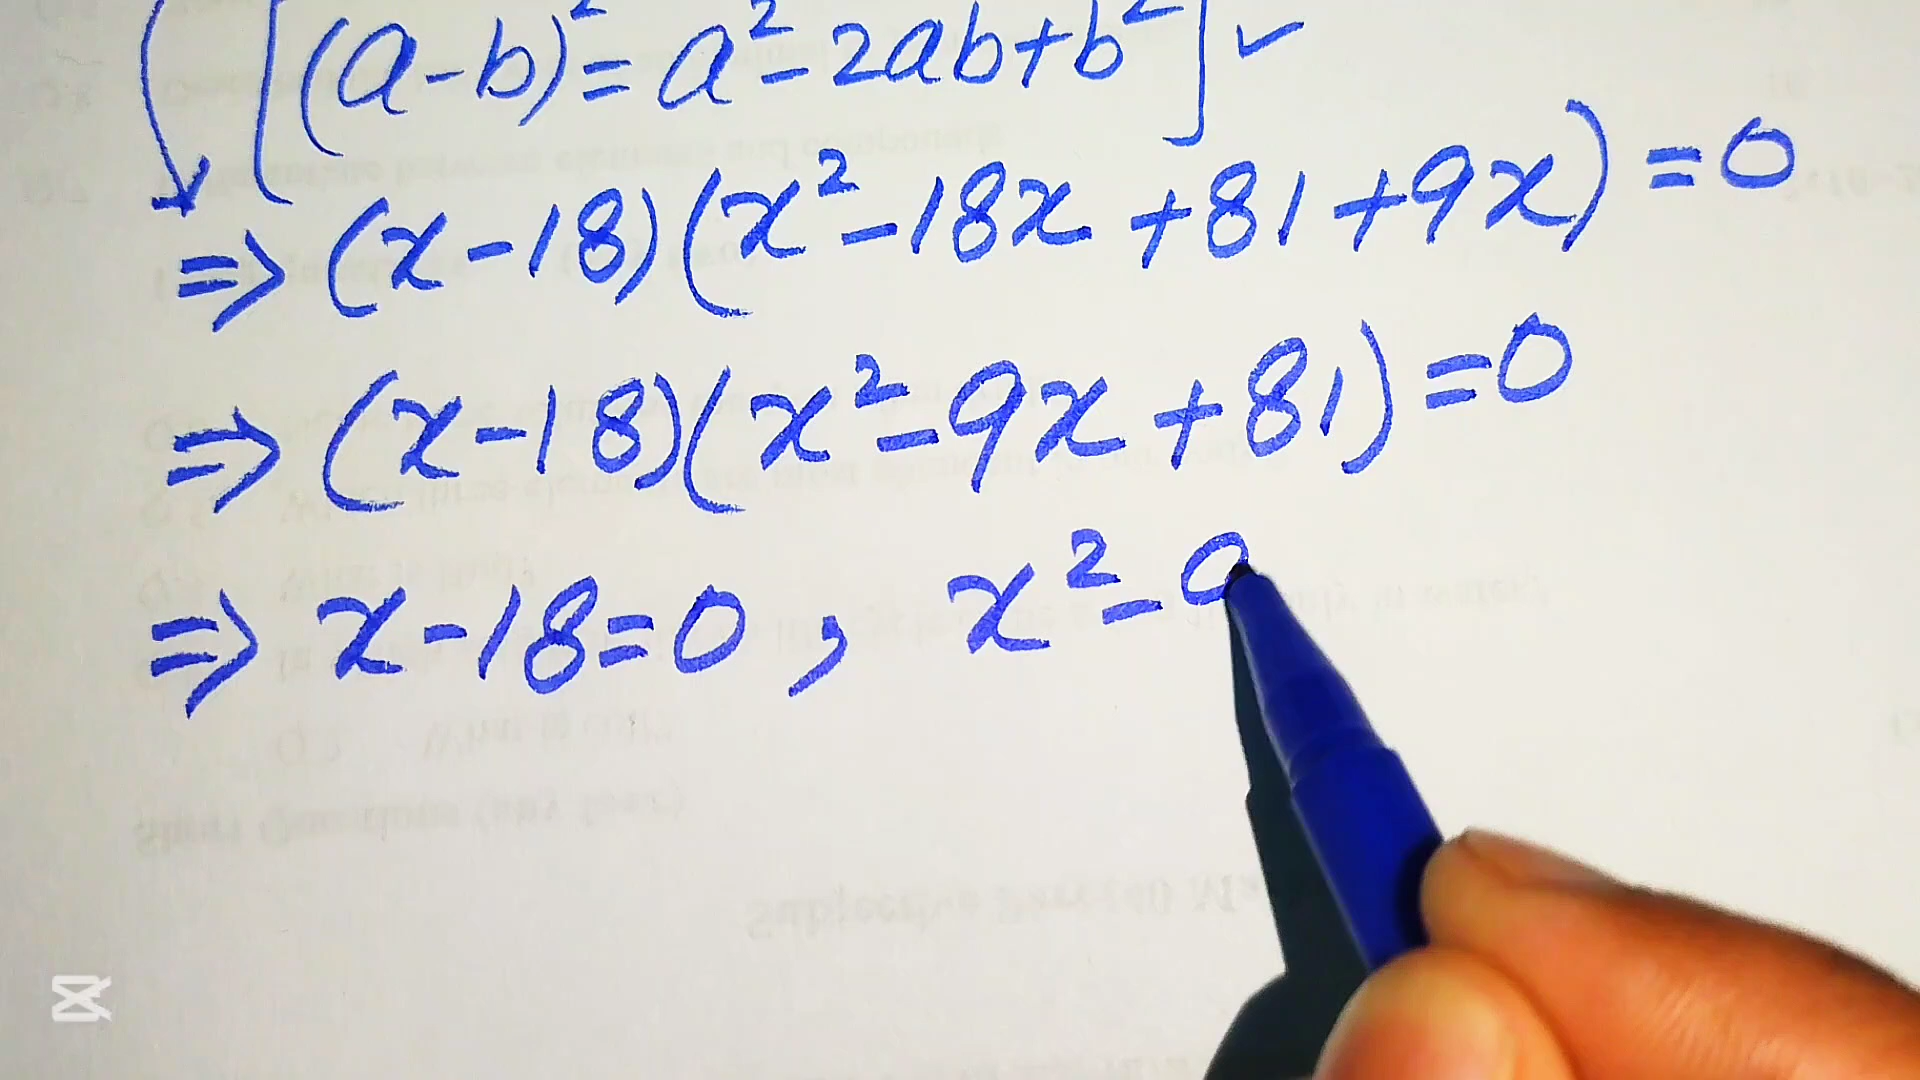 [(a-b)²=a²-2ab+b²]✓
⇒(x-18)(x²-18x+81+9x)=0
⇒(x-18)(x²-9x+81)=0
⇒x-18=0, x²-9